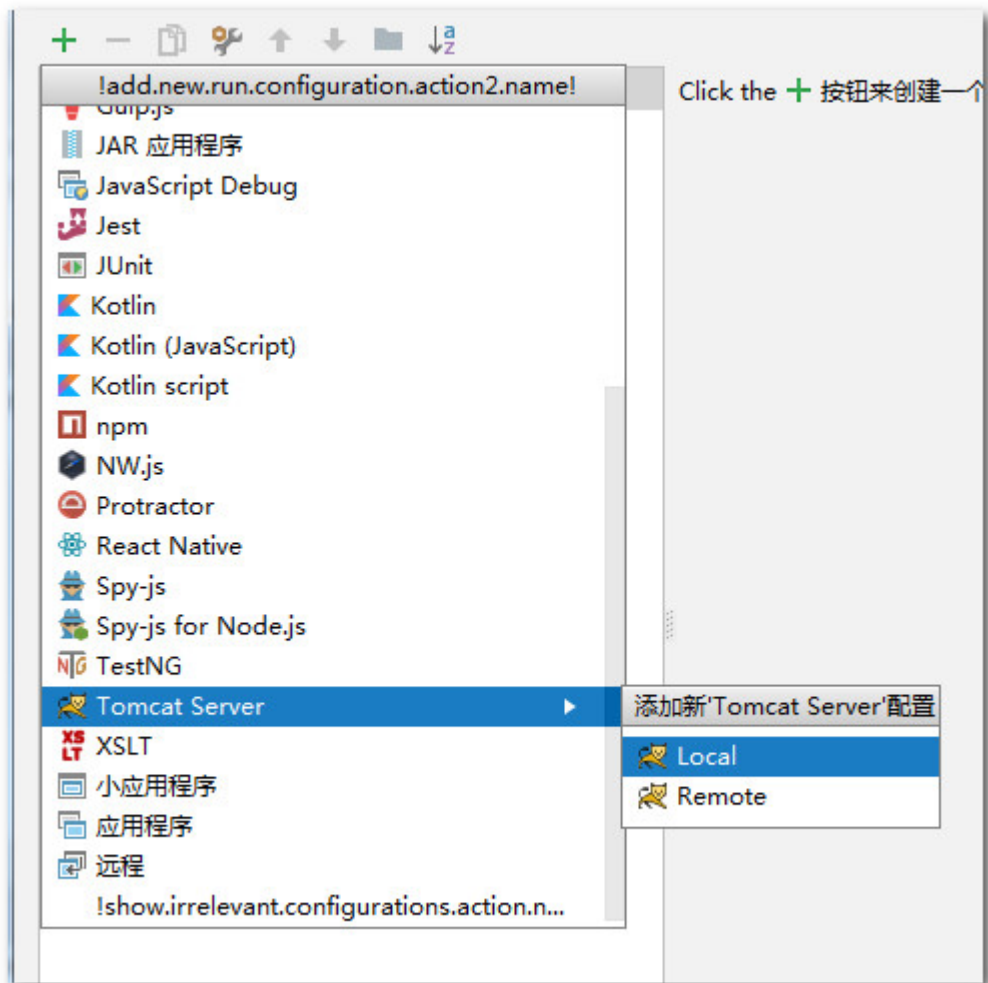 !add.new.run.configuration.action2.name!
Click the + 按钮来创建一个
Gulp.js
JAR 应用程序
JavaScript Debug
Jest
JUnit
Kotlin
Kotlin (JavaScript)
Kotlin script
npm
NW.js
Protractor
React Native
Spy-js
Spy-js for Node.js
TestNG
Tomcat Server
添加新'Tomcat Server'配置
XSLT
Local
小应用程序
Remote
应用程序
远程
!show.irrelevant.configurations.action.n...